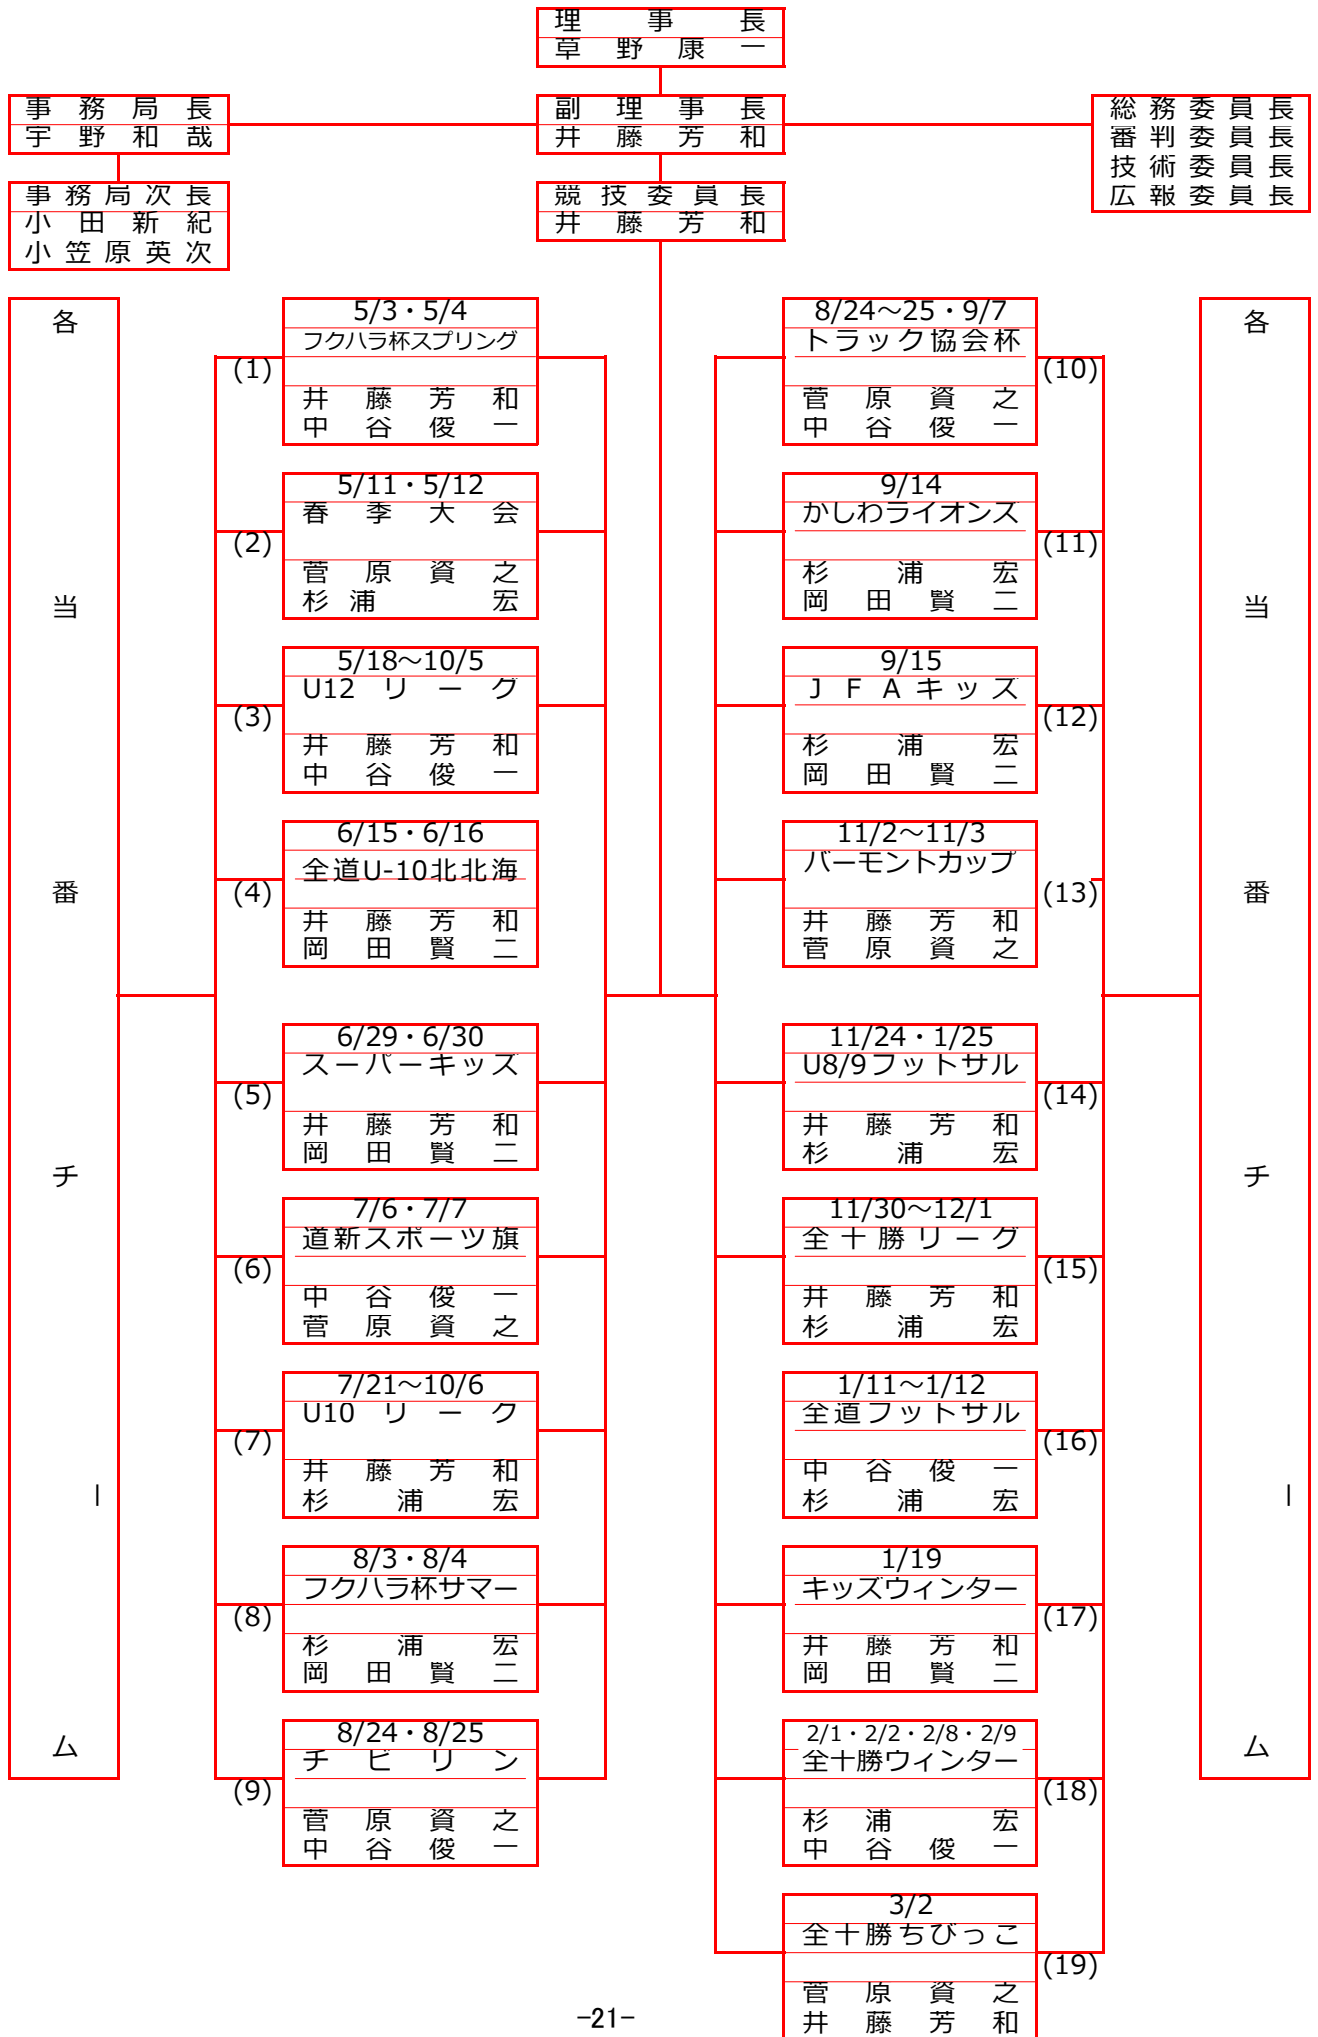 理事長
草野康一
事務局長
宇野和哉
副理事長
井藤芳和
総務委員長
審判委員長
技術委員長
広報委員長
事務局次長
小田新紀
小笠原英次
競技委員長
井藤芳和
各当番チーム
5/3・5/4
フクハラ杯スプリング
(1)
井藤芳和
中谷俊一
5/11・5/12
春季大会
(2)
菅原資之
杉浦宏
5/18～10/5
U12リーグ
(3)
井藤芳和
中谷俊一
6/15・6/16
全道U-10北北海
(4)
井藤芳和
岡田賢二
6/29・6/30
スーパーキッズ
(5)
井藤芳和
岡田賢二
7/6・7/7
道新スポーツ旗
(6)
中谷俊一
菅原資之
7/21～10/6
U10リーク
(7)
井藤芳和
杉浦宏
8/3・8/4
フクハラ杯サマー
(8)
杉浦宏
岡田賢二
8/24・8/25
チビリン
(9)
菅原資之
中谷俊一
8/24～25・9/7
トラック協会杯
(10)
菅原資之
中谷俊一
9/14
かしわライオンズ
(11)
杉浦宏
岡田賢二
9/15
JFAキッズ
(12)
杉浦宏
岡田賢二
11/2～11/3
バーモントカップ
(13)
井藤芳和
菅原資之
11/24・1/25
U8/9フットサル
(14)
井藤芳和
杉浦宏
11/30～12/1
全十勝リーグ
(15)
井藤芳和
杉浦宏
1/11～1/12
全道フットサル
(16)
中谷俊一
杉浦宏
1/19
キッズウィンター
(17)
井藤芳和
岡田賢二
2/1・2/2・2/8・2/9
全十勝ウィンター
(18)
杉浦宏
中谷俊一
3/2
全十勝ちびっこ
(19)
菅原資之
井藤芳和
各当番チーム
-21-